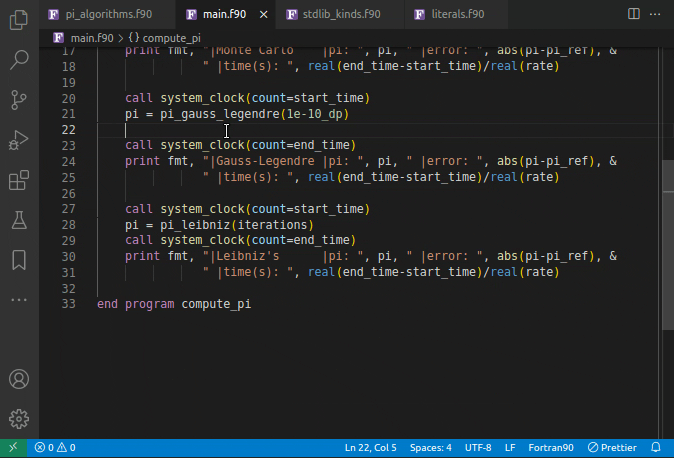 pi_algorithms.f90 main.f90 stdlib_kinds.f90 literals.f90
main.f90 > {} compute_pi
17 print fmt, "|Monte Carlo |pi: ", pi, " |error: ", abs(pi-pi_ref), &
18 " |time(s): ", real(end_time-start_time)/real(rate)
19
20 call system_clock(count=start_time)
21 pi = pi_gauss_legendre(1e-10_dp)
22
23 call system_clock(count=end_time)
24 print fmt, "|Gauss-Legendre |pi: ", pi, " |error: ", abs(pi-pi_ref), &
25 " |time(s): ", real(end_time-start_time)/real(rate)
26
27 call system_clock(count=start_time)
28 pi = pi_leibniz(iterations)
29 call system_clock(count=end_time)
30 print fmt, "|Leibniz's |pi: ", pi, " |error: ", abs(pi-pi_ref), &
31 " |time(s): ", real(end_time-start_time)/real(rate)
32
33 end program compute_pi
0 0 Ln 22, Col 5 Spaces: 4 UTF-8 LF Fortran90 Prettier